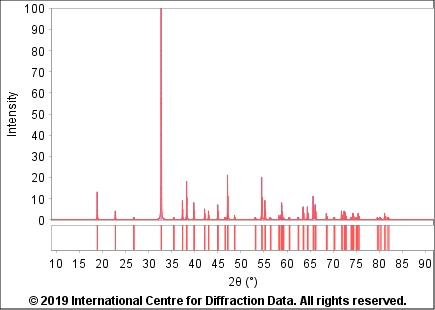 100
90
80
70
60
50
40
30
20
10
0
Intensity
10 15 20 25 30 35 40 45 50 55 60 65 70 75 80 85 90
2θ (°)
© 2019 International Centre for Diffraction Data. All rights reserved.